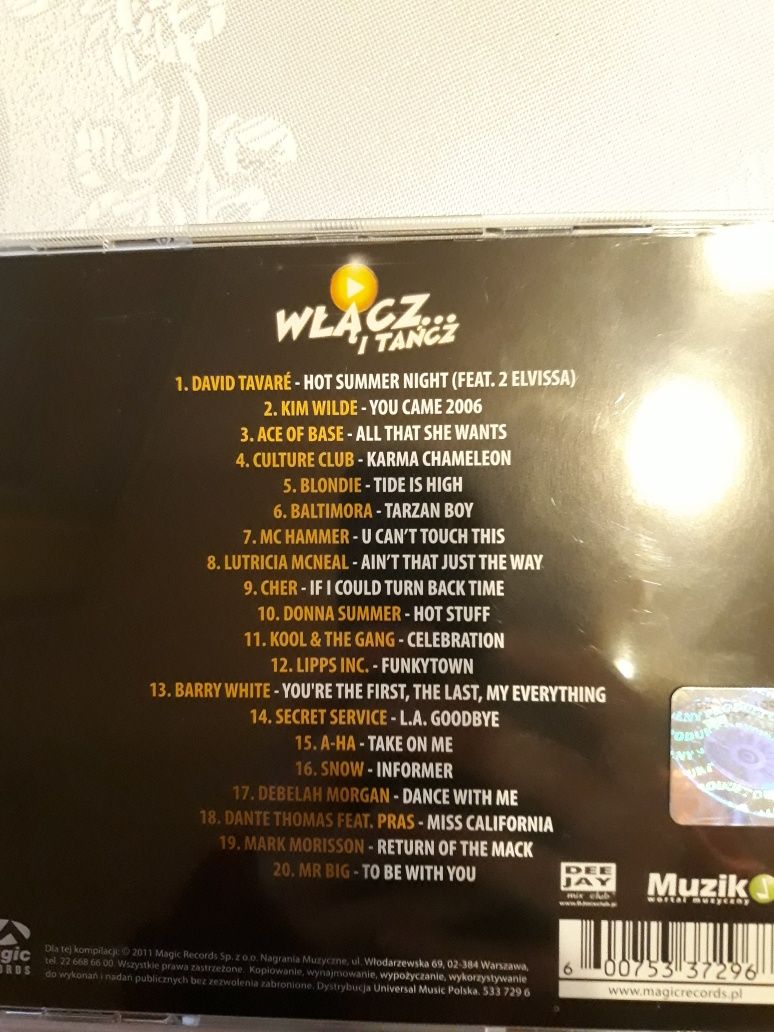 WŁĄCZ...
I TAŃCZ
1. DAVID TAVARÉ - HOT SUMMER NIGHT (FEAT. 2 ELVISSA)
2. KIM WILDE - YOU CAME 2006
3. ACE OF BASE - ALL THAT SHE WANTS
4. CULTURE CLUB - KARMA CHAMELEON
5. BLONDIE - TIDE IS HIGH
6. BALTIMORA - TARZAN BOY
7. MC HAMMER - U CAN'T TOUCH THIS
8. LUTRICIA MCNEAL - AIN'T THAT JUST THE WAY
9. CHER - IF I COULD TURN BACK TIME
10. DONNA SUMMER - HOT STUFF
11. KOOL & THE GANG - CELEBRATION
12. LIPPS INC. - FUNKYTOWN
13. BARRY WHITE - YOU'RE THE FIRST, THE LAST, MY EVERYTHING
14. SECRET SERVICE - L.A. GOODBYE
15. A-HA - TAKE ON ME
16. SNOW - INFORMER
17. DEBELAH MORGAN - DANCE WITH ME
18. DANTE THOMAS FEAT. PRAS - MISS CALIFORNIA
19. MARK MORISSON - RETURN OF THE MACK
20. MR BIG - TO BE WITH YOU
DEE
JAY
mix club
Muzik
wortal muzyczny
Dla tej kompilacji: © 2011 Magic Records Sp. z o.o. Nagrania Muzyczne, ul. Włodarzewska 69, 02-384 Warszawa,
tel. 22 668 66 00. Wszystkie prawa zastrzeżone. Kopiowanie, wynajmowanie, wypożyczanie, wykorzystywanie
do wykonań i nadań publicznych bez zezwolenia zabronione. Dystrybucja Universal Music Polska. 533 729 6
6 00753 37296
www.magicrecords.pl